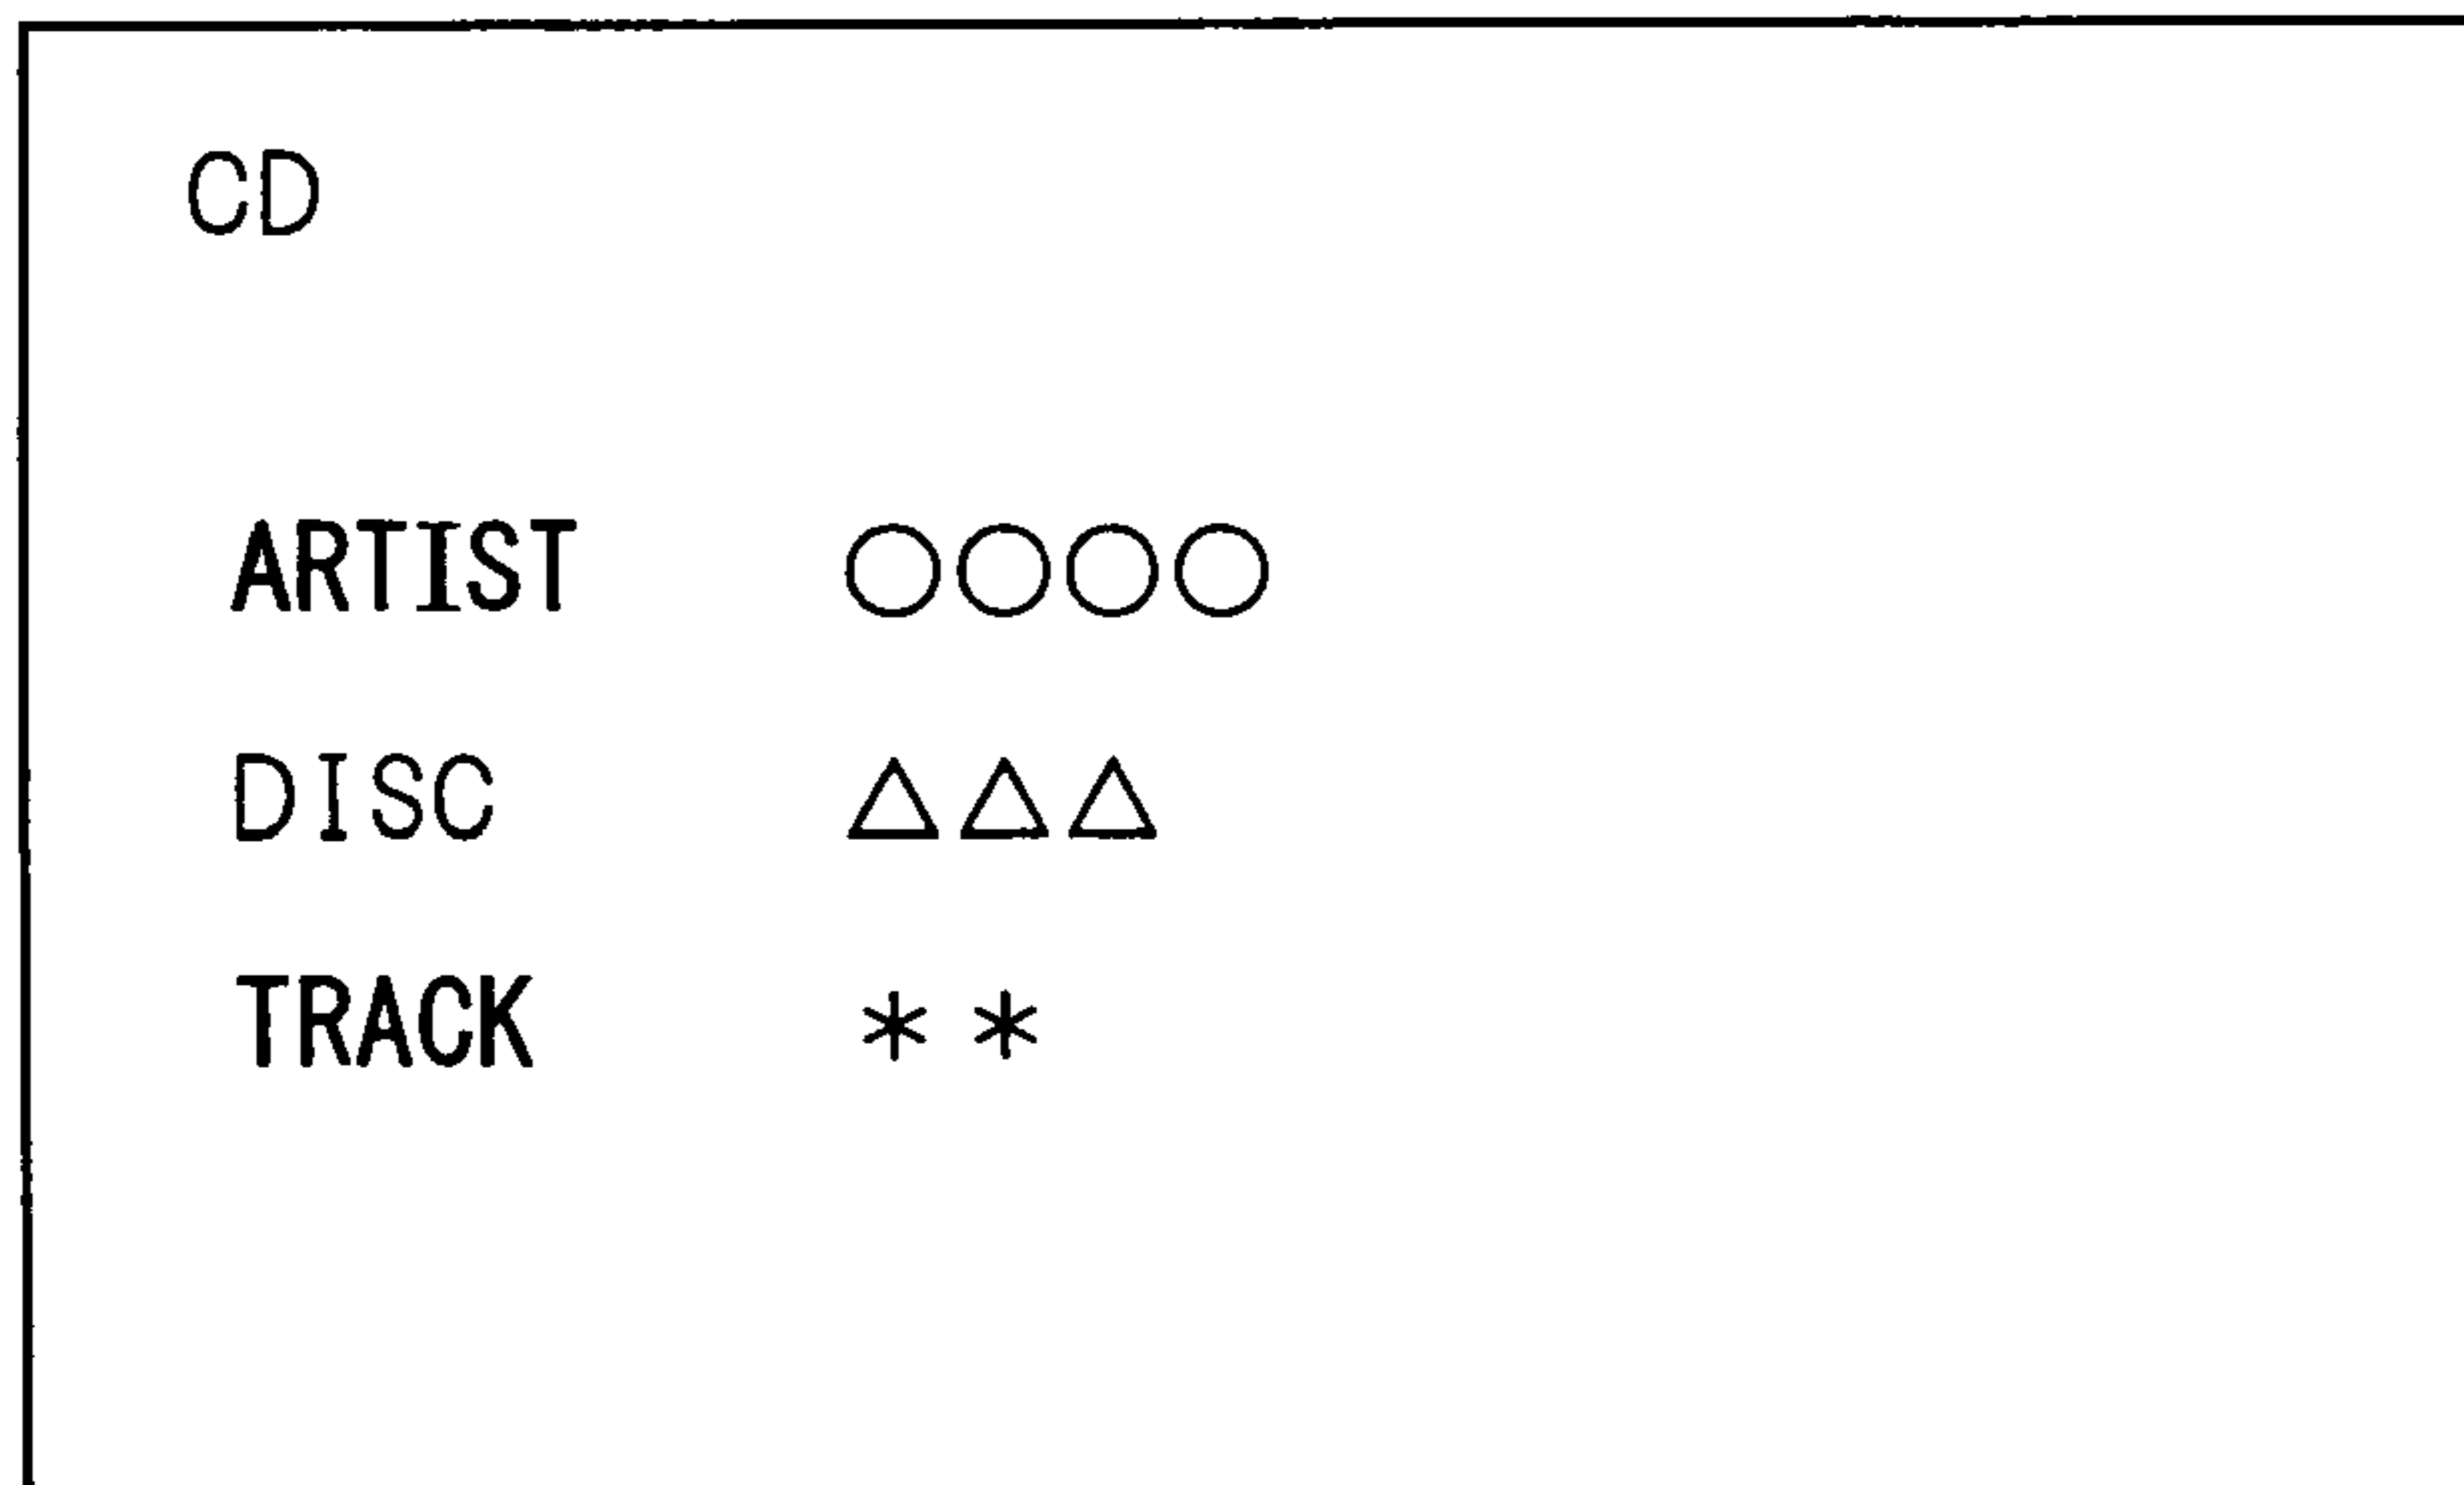 CD
ARTIST ○○○○
DISC △△△
TRACK * *